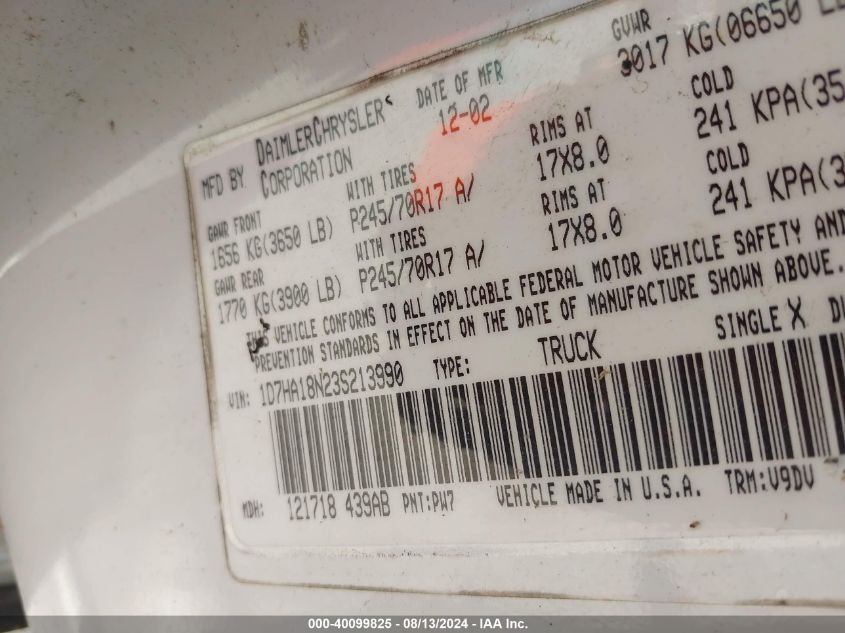 MFD BY DAIMLERCHRYSLER CORPORATION DATE OF MFR 12-02 GVWR 3017 KG(06650 LB
GAWR FRONT WITH TIRES RIMS AT COLD
1656 KG(3650 LB) P245/70R17 A/ 17X8.0 241 KPA(35
GAWR REAR WITH TIRES RIMS AT COLD
1770 KG(3900 LB) P245/70R17 A/ 17X8.0 241 KPA(3
THIS VEHICLE CONFORMS TO ALL APPLICABLE FEDERAL MOTOR VEHICLE SAFETY AND
PREVENTION STANDARDS IN EFFECT ON THE DATE OF MANUFACTURE SHOWN ABOVE.
VIN: 1D7HA18N23S213990 TYPE: TRUCK SINGLE X DU
MDH: 121718 439AB PNT:PW7 VEHICLE MADE IN U.S.A. TRM:V9DV
000-40099825 - 08/13/2024 - IAA Inc.